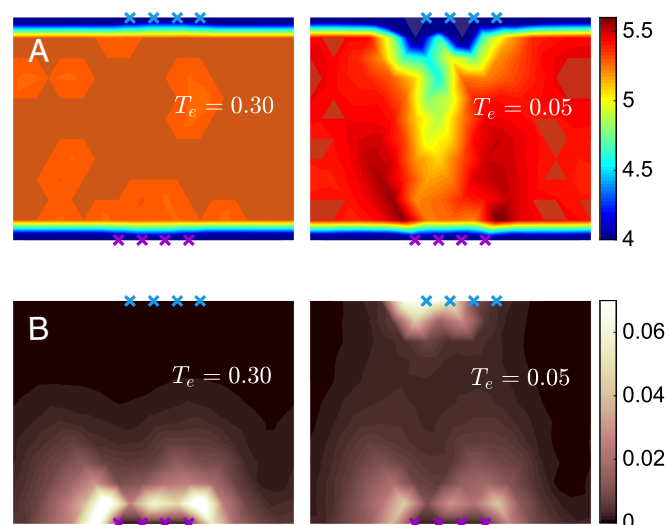 A
T_e = 0.30
T_e = 0.05
5.5
5
4.5
4
B
T_e = 0.30
T_e = 0.05
0.06
0.04
0.02
0